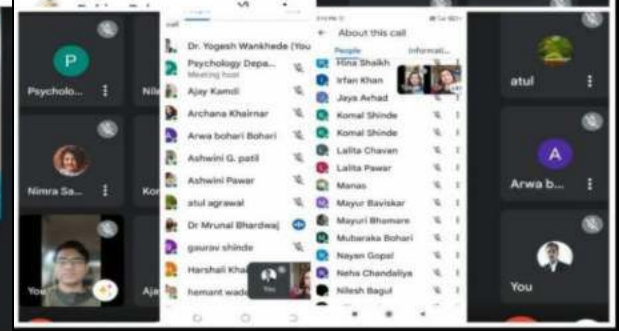 P
Psycholo...
Nimra Sa...
You
Dr. Yogesh Wankhede (You
Psychology Depa...
Meeting host
Ajay Kamdi
Archana Khairnar
Arwa bohari Bohari
Ashwini G. patil
Ashwini Pawar
atul agrawal
Dr Mrunal Bhardwaj
gaurav shinde
Harshali Khai
hemant wade
You
About this call
People
Informati...
Hina Shaikh
Irfan Khan
Jaya Avhad
Komal Shinde
Komal Shinde
Lalita Chavan
Lalita Pawar
Manas
Mayur Baviskar
Mayuri Bhamare
Mubaraka Bohari
Nayan Gopal
Neha Chandaliya
Nilesh Bagul
atul
A
Arwa b...
You